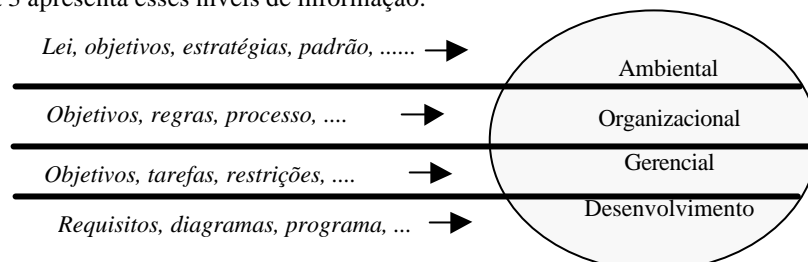 3 apresenta esses níveis de informação.
Lei, objetivos, estratégias, padrão, ......
Ambiental
Objetivos, regras, processo, ....
Organizacional
Objetivos, tarefas, restrições, ....
Gerencial
Requisitos, diagramas, programa, ...
Desenvolvimento